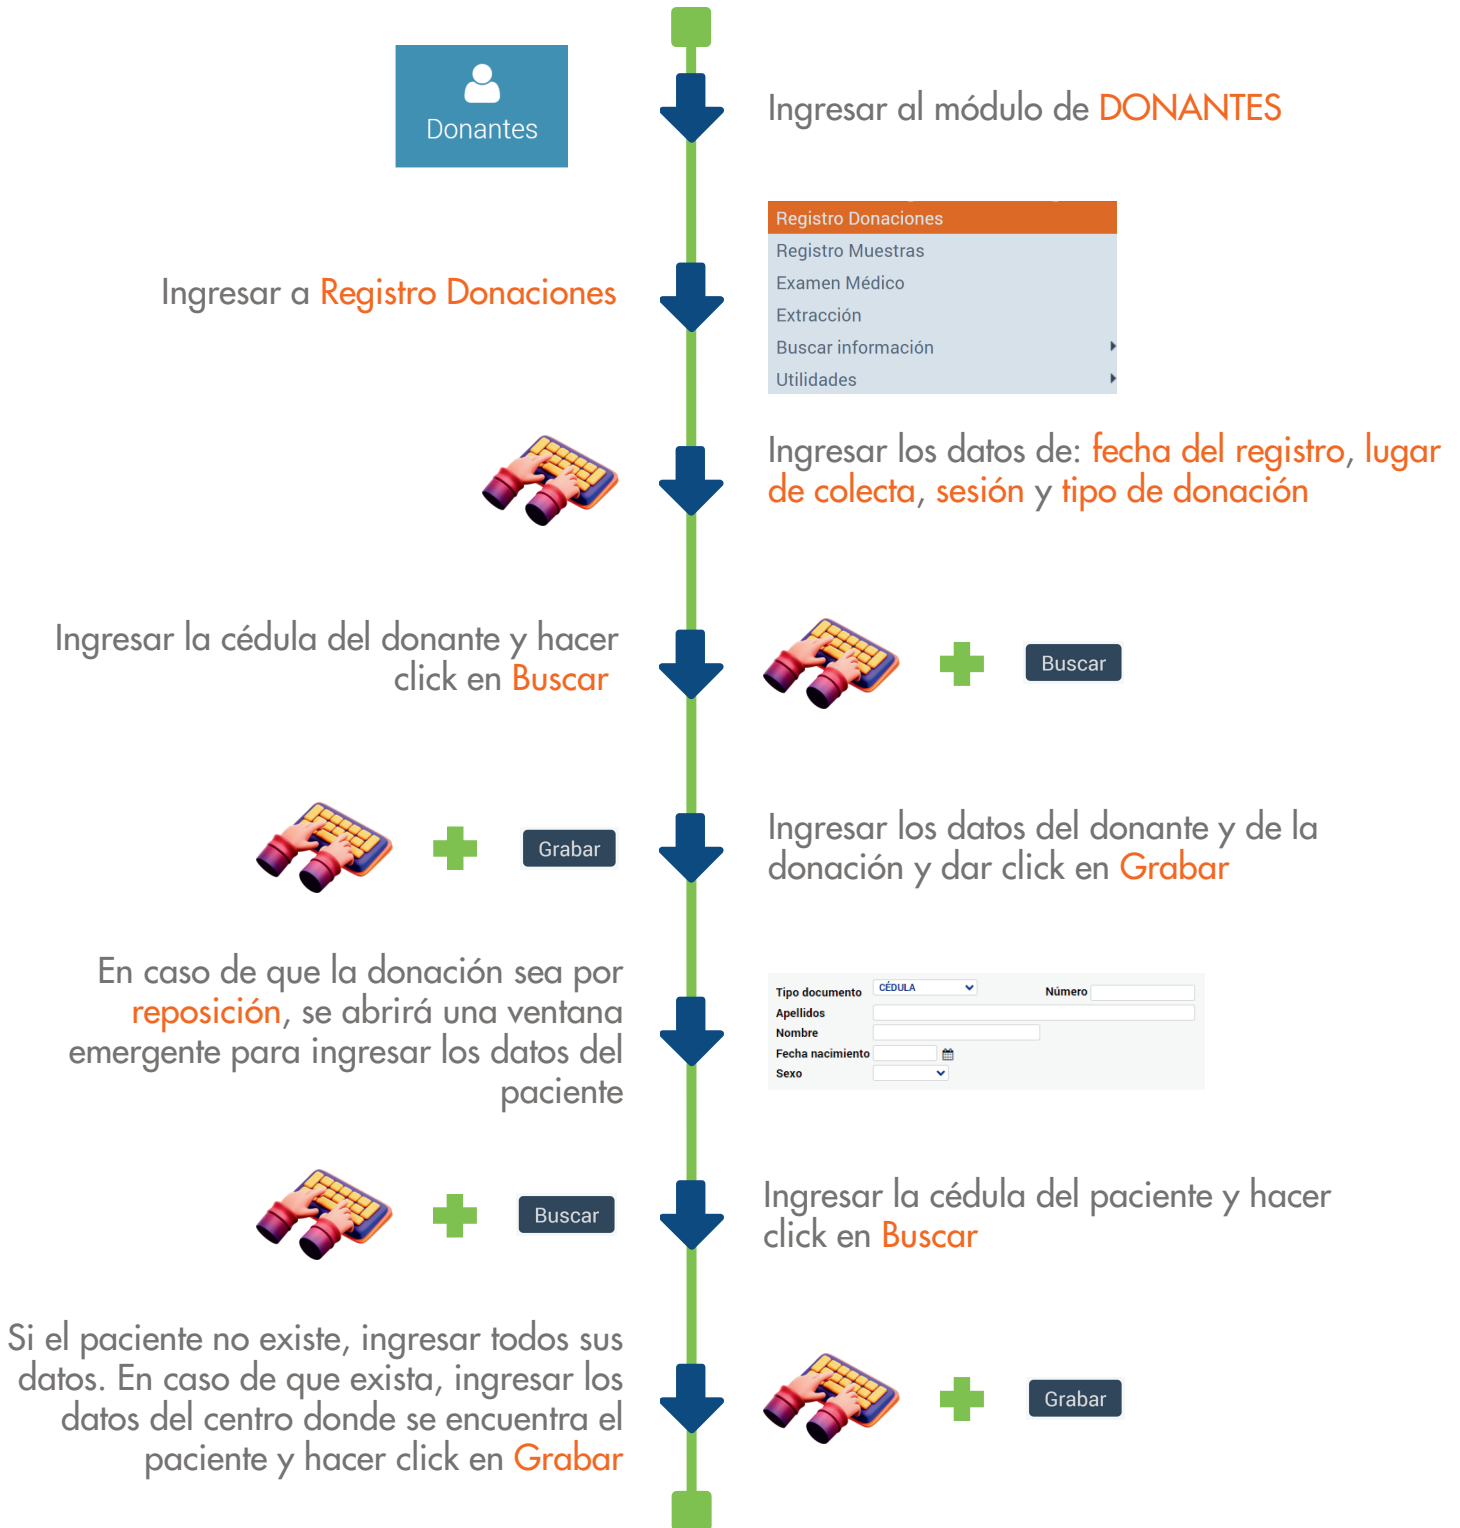 Donantes
Ingresar al módulo de DONANTES
Registro Donaciones
Registro Muestras
Examen Médico
Extracción
Buscar información
Utilidades
Ingresar a Registro Donaciones
Ingresar los datos de: fecha del registro, lugar
de colecta, sesión y tipo de donación
Ingresar la cédula del donante y hacer
click en Buscar
Buscar
Grabar
Ingresar los datos del donante y de la
donación y dar click en Grabar
En caso de que la donación sea por
reposición, se abrirá una ventana
emergente para ingresar los datos del
paciente
Tipo documento CÉDULA Número
Apellidos
Nombre
Fecha nacimiento
Sexo
Buscar
Ingresar la cédula del paciente y hacer
click en Buscar
Si el paciente no existe, ingresar todos sus
datos. En caso de que exista, ingresar los
datos del centro donde se encuentra el
paciente y hacer click en Grabar
Grabar